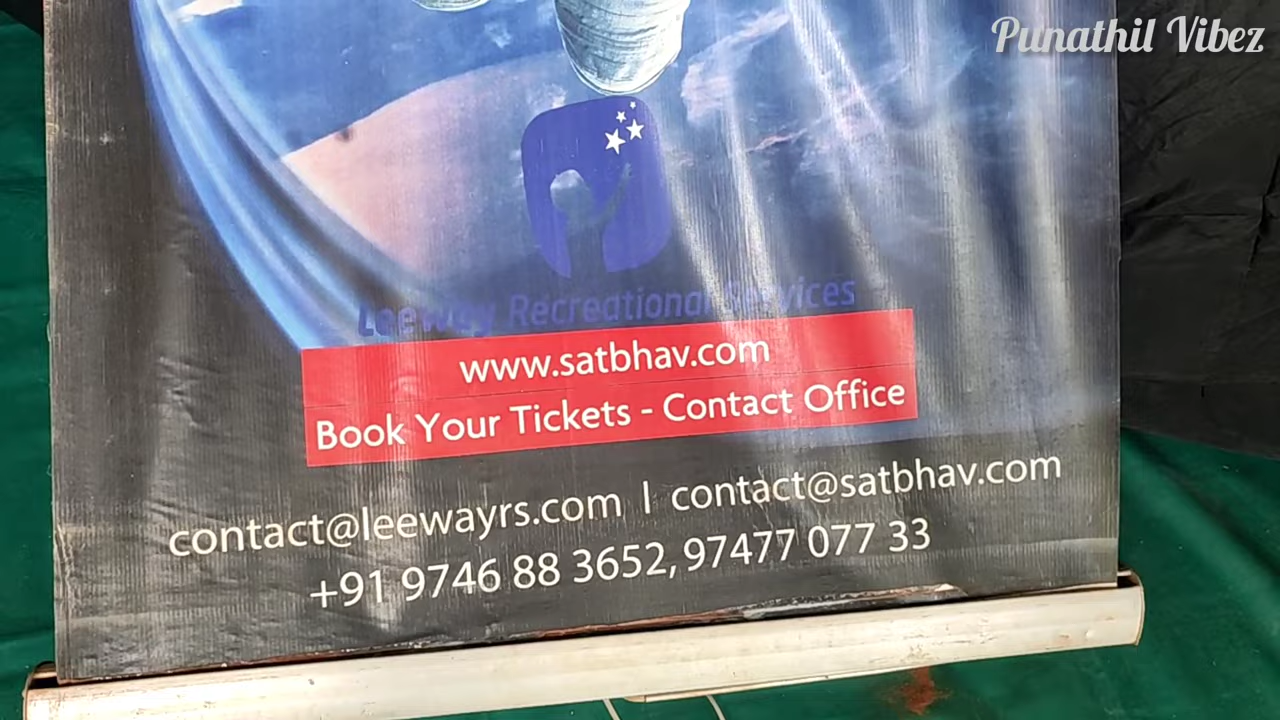 Punathil Vibez
Leeway Recreational Services
www.satbhav.com
Book Your Tickets - Contact Office
contact@leewayrs.com | contact@satbhav.com
+91 9746 88 3652, 97477 077 33